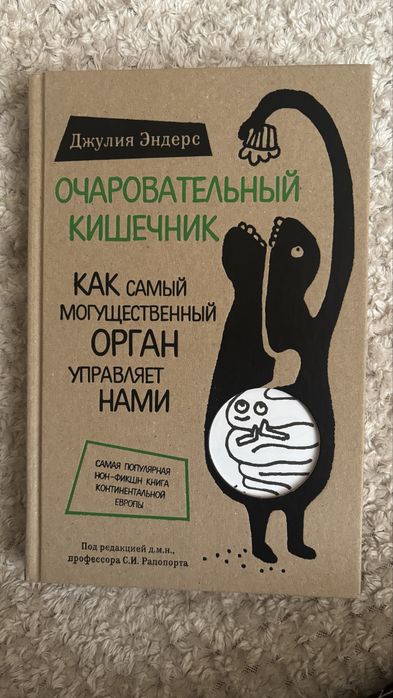 Джулия Эндерс
ОЧАРОВАТЕЛЬНЫЙ
КИШЕЧНИК
КАК САМЫЙ
МОГУЩЕСТВЕННЫЙ
ОРГАН
УПРАВЛЯЕТ
НАМИ
САМАЯ ПОПУЛЯРНАЯ
НОН-ФИКШН КНИГА
КОНТИНЕНТАЛЬНОЙ
ЕВРОПЫ
Под редакцией д.м.н.,
профессора С.И. Рапопорта